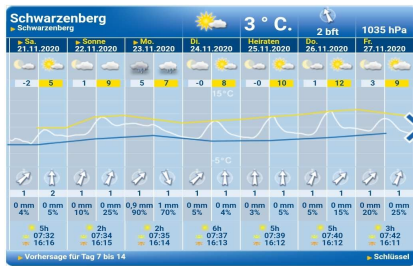 Schwarzenberg
▸ Schwarzenberg
3 ° C.
2 bft
1035 hPa
▸ Sa.
21.11.2020
▸ Sonne
22.11.2020
▸ Mo.
23.11.2020
Di.
24.11.2020
Heiraten
25.11.2020
Do.
26.11.2020
Fr.
27.11.2020
-2 5 1 9 5 7 -0 8 -0 10 1 12 3 9
15°C
-5°C
1 2 1 1 1 1 1 1 1 1 1 1 1 1
0 mm 0 mm 0 mm 0 mm 0,9 mm 1 mm 0 mm 0 mm 0 mm 0 mm 0 mm 0 mm 0 mm 0 mm
4% 5% 10% 25% 90% 70% 5% 4% 3% 5% 5% 15% 20% 25%
5h 2h 2h 6h 5h 5h 3h
07:32 07:34 07:35 07:37 07:39 07:40 07:42
16:16 16:15 16:14 16:13 16:12 16:12 16:11
▸ Vorhersage für Tag 7 bis 14
▸ Schlüssel